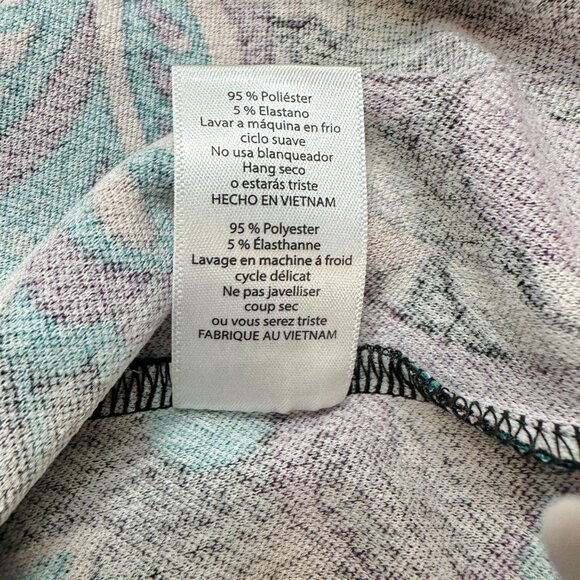 95 % Poliéster
5 % Elastano
Lavar a máquina en frio
ciclo suave
No usa blanqueador
Hang seco
o estarás triste
HECHO EN VIETNAM
95 % Polyester
5 % Élasthanne
Lavage en machine á froid
cycle délicat
Ne pas javelliser
coup sec
ou vous serez triste
FABRIQUE AU VIETNAM